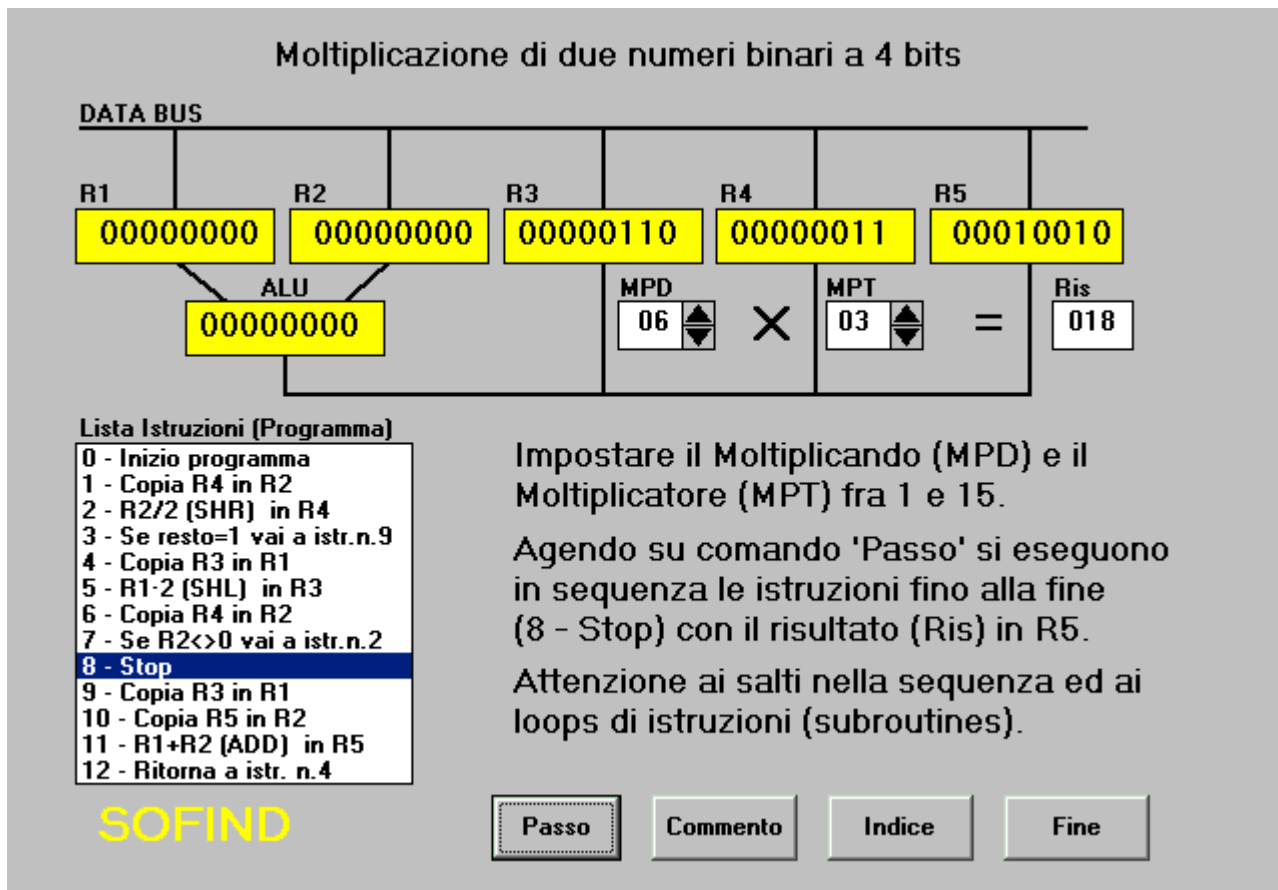 Moltiplicazione di due numeri binari a 4 bits
DATA BUS
R1 R2 R3 R4 R5
00000000 00000000 00000110 00000011 00010010
ALU MPD MPT Ris
00000000 06 X 03 = 018
Lista Istruzioni (Programma)
0 - Inizio programma
1 - Copia R4 in R2
2 - R2/2 (SHR) in R4
3 - Se resto=1 vai a istr.n.9
4 - Copia R3 in R1
5 - R1·2 (SHL) in R3
6 - Copia R4 in R2
7 - Se R2<>0 vai a istr.n.2
8 - Stop
9 - Copia R3 in R1
10 - Copia R5 in R2
11 - R1+R2 (ADD) in R5
12 - Ritorna a istr. n.4
Impostare il Moltiplicando (MPD) e il
Moltiplicatore (MPT) fra 1 e 15.
Agendo su comando 'Passo' si eseguono
in sequenza le istruzioni fino alla fine
(8 - Stop) con il risultato (Ris) in R5.
Attenzione ai salti nella sequenza ed ai
loops di istruzioni (subroutines).
SOFIND
Passo Commento Indice Fine